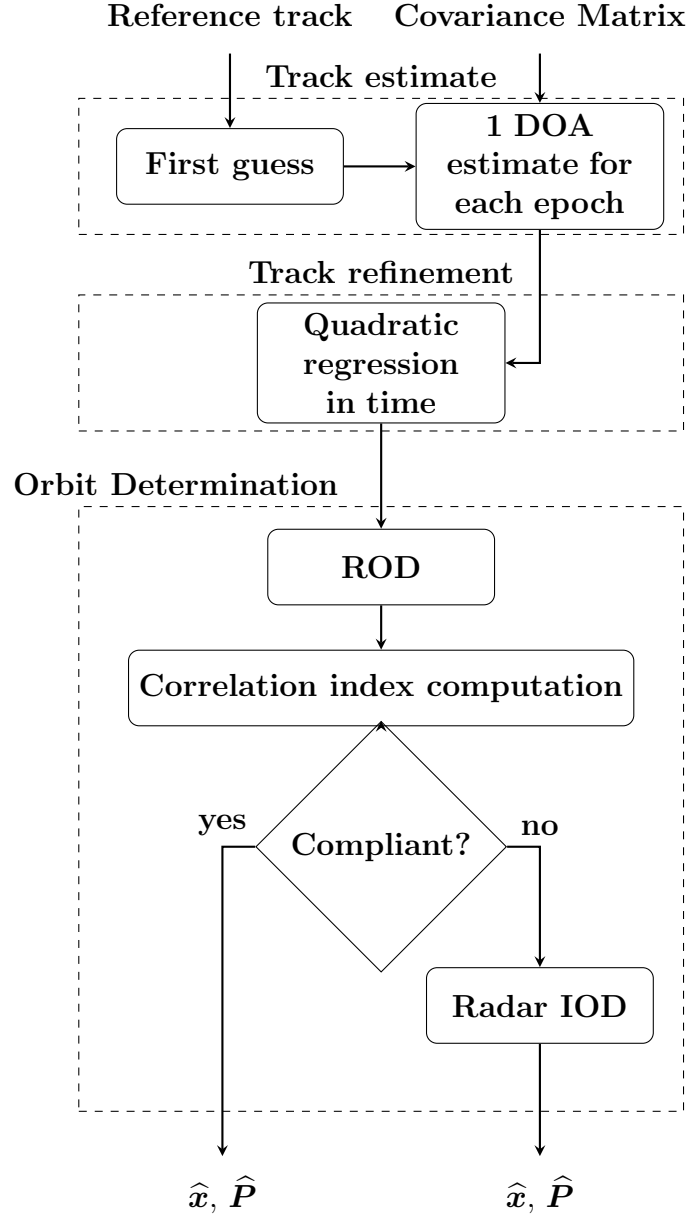 Reference track
Covariance Matrix
Track estimate
First guess
1 DOA
estimate for
each epoch
Track refinement
Quadratic
regression
in time
Orbit Determination
ROD
Correlation index computation
yes
Compliant?
no
Radar IOD
x̂, P̂
x̂, P̂